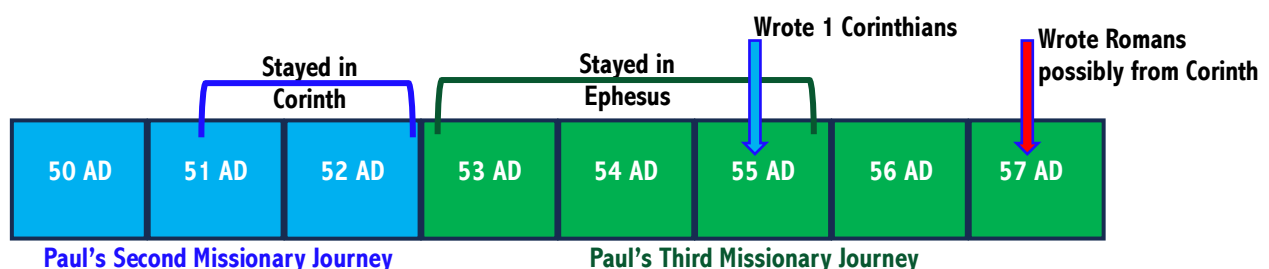 Wrote 1 Corinthians
Wrote Romans
possibly from Corinth
Stayed in
Corinth
Stayed in
Ephesus
50 AD
51 AD
52 AD
53 AD
54 AD
55 AD
56 AD
57 AD
Paul's Second Missionary Journey
Paul's Third Missionary Journey